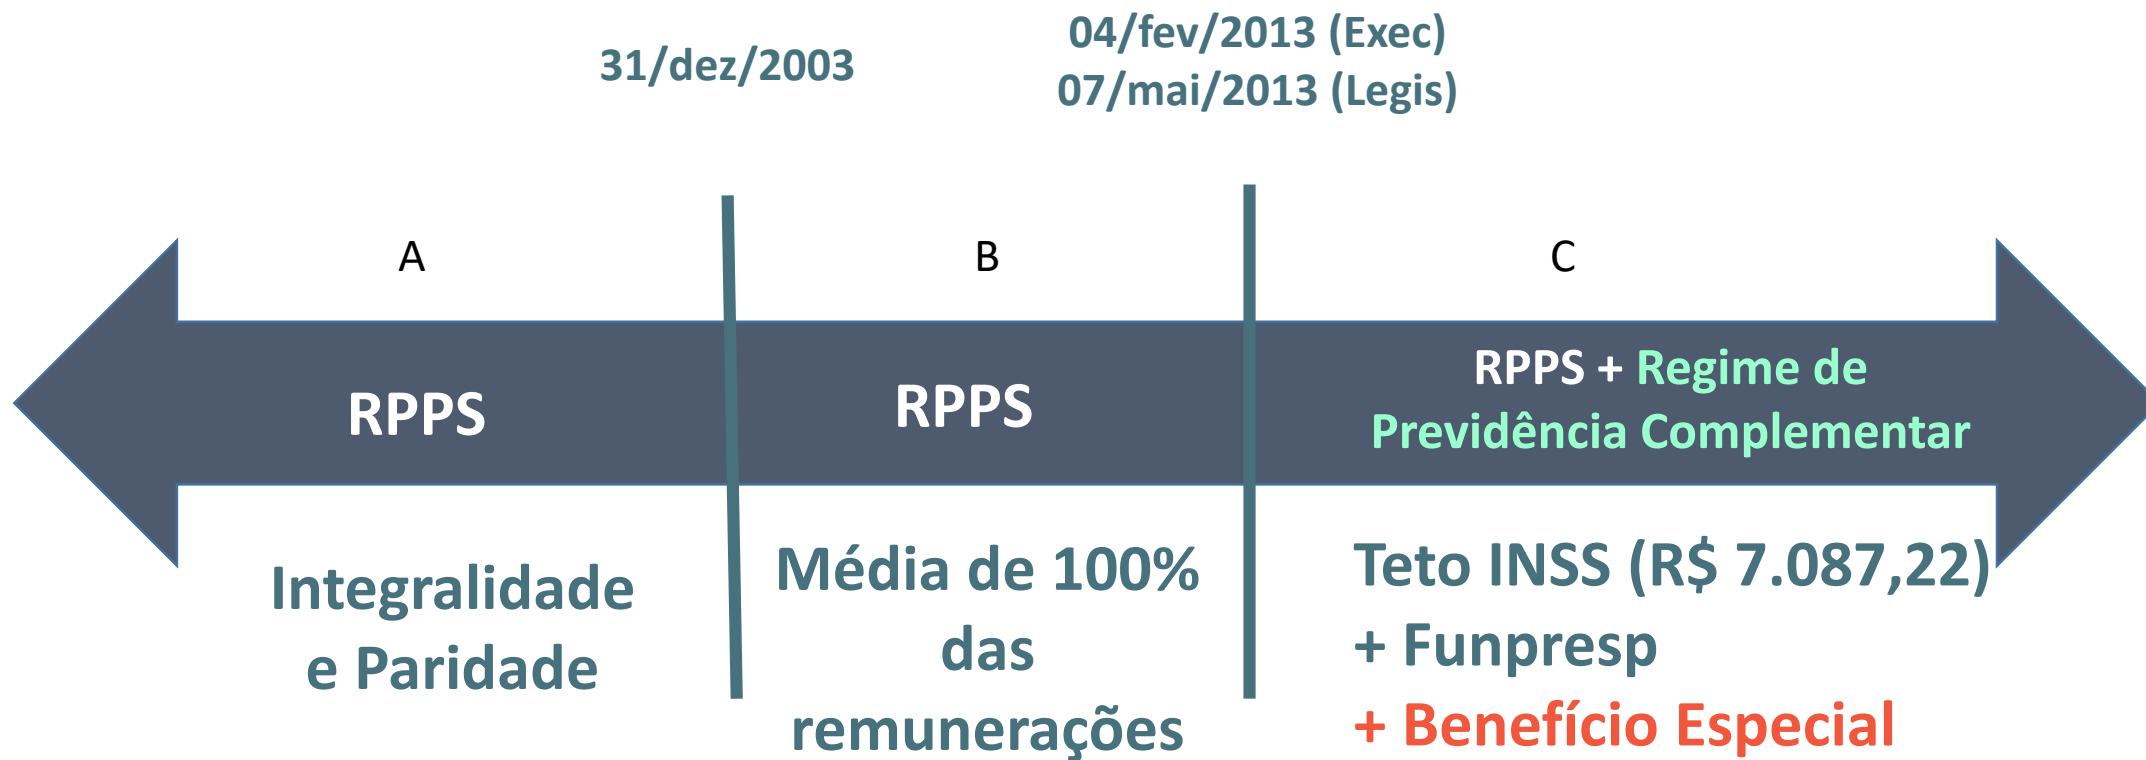 31/dez/2003
04/fev/2013 (Exec)
07/mai/2013 (Legis)
A
B
C
RPPS
RPPS
RPPS + Regime de
Previdência Complementar
Integralidade
e Paridade
Média de 100%
das
remunerações
Teto INSS (R$ 7.087,22)
+ Funpresp
+ Benefício Especial